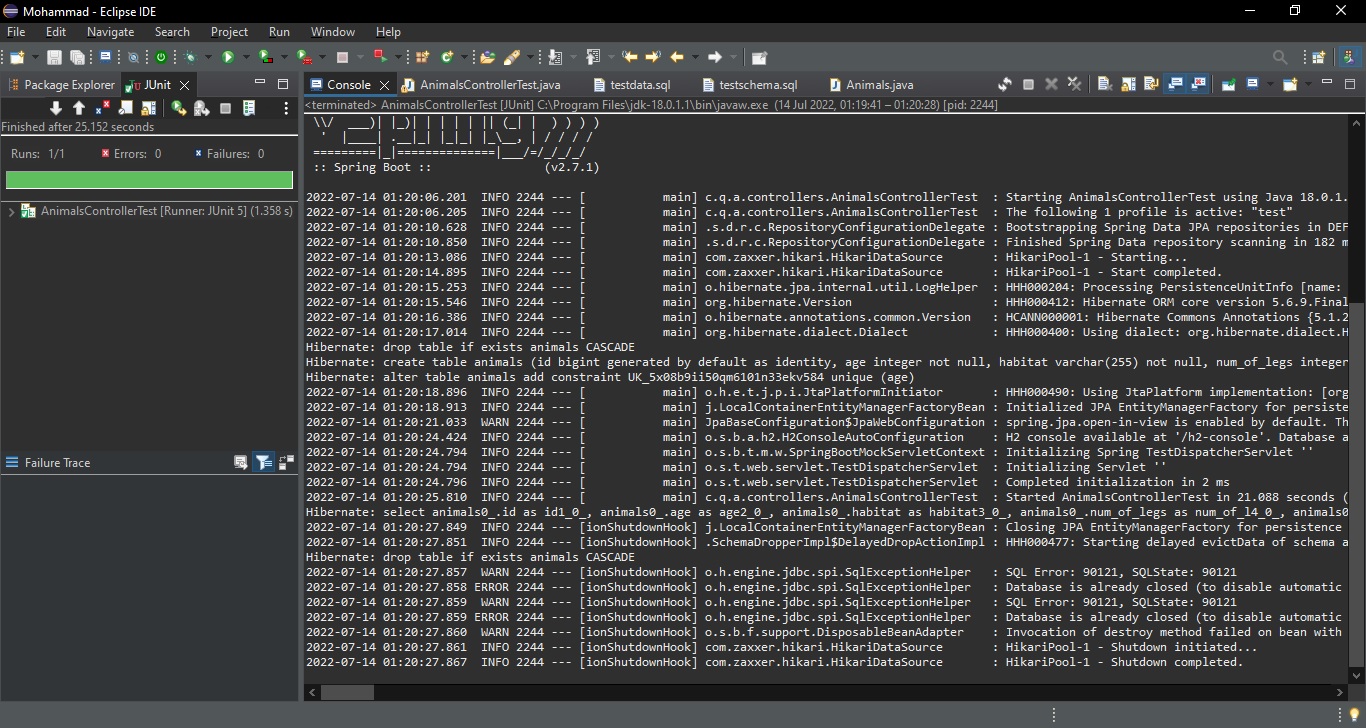 Mohammad - Eclipse IDE
File Edit Navigate Search Project Run Window Help
Package Explorer JUnit
Finished after 25.152 seconds
Runs: 1/1 Errors: 0 Failures: 0
AnimalsControllerTest [Runner: JUnit 5] (1.358 s)
Failure Trace
Console AnimalsControllerTest.java testdata.sql testschema.sql Animals.java
<terminated> AnimalsControllerTest [JUnit] C:\Program Files\jdk-18.0.1.1\bin\javaw.exe (14 Jul 2022, 01:19:41 – 01:20:28) [pid: 2244]
\\/  ___)| |_)| | | | | || (_| |  ) ) ) )
'  |____| .__|_| |_|_| |_\__, | / / / /
=========|_|==============|___/=/_/_/_/
:: Spring Boot :: (v2.7.1)
2022-07-14 01:20:06.201 INFO 2244 --- [ main] c.q.a.controllers.AnimalsControllerTest : Starting AnimalsControllerTest using Java 18.0.1.
2022-07-14 01:20:06.205 INFO 2244 --- [ main] c.q.a.controllers.AnimalsControllerTest : The following 1 profile is active: "test"
2022-07-14 01:20:10.628 INFO 2244 --- [ main] .s.d.r.c.RepositoryConfigurationDelegate : Bootstrapping Spring Data JPA repositories in DEF
2022-07-14 01:20:10.850 INFO 2244 --- [ main] .s.d.r.c.RepositoryConfigurationDelegate : Finished Spring Data repository scanning in 182 m
2022-07-14 01:20:13.086 INFO 2244 --- [ main] com.zaxxer.hikari.HikariDataSource : HikariPool-1 - Starting...
2022-07-14 01:20:14.895 INFO 2244 --- [ main] com.zaxxer.hikari.HikariDataSource : HikariPool-1 - Start completed.
2022-07-14 01:20:15.253 INFO 2244 --- [ main] o.hibernate.jpa.internal.util.LogHelper : HHH000204: Processing PersistenceUnitInfo [name:
2022-07-14 01:20:15.546 INFO 2244 --- [ main] org.hibernate.Version : HHH000412: Hibernate ORM core version 5.6.9.Final
2022-07-14 01:20:16.386 INFO 2244 --- [ main] o.hibernate.annotations.common.Version : HCANN000001: Hibernate Commons Annotations {5.1.2
2022-07-14 01:20:17.014 INFO 2244 --- [ main] org.hibernate.dialect.Dialect : HHH000400: Using dialect: org.hibernate.dialect.H
Hibernate: drop table if exists animals CASCADE
Hibernate: create table animals (id bigint generated by default as identity, age integer not null, habitat varchar(255) not null, num_of_legs integer
Hibernate: alter table animals add constraint UK_5x08b9ii50qm6101n33ekv584 unique (age)
2022-07-14 01:20:18.896 INFO 2244 --- [ main] o.h.e.t.j.p.i.JtaPlatformInitiator : HHH000490: Using JtaPlatform implementation: [org
2022-07-14 01:20:18.913 INFO 2244 --- [ main] j.LocalContainerEntityManagerFactoryBean : Initialized JPA EntityManagerFactory for persiste
2022-07-14 01:20:21.033 WARN 2244 --- [ main] JpaBaseConfiguration$JpaWebConfiguration : spring.jpa.open-in-view is enabled by default. Th
2022-07-14 01:20:24.424 INFO 2244 --- [ main] o.s.b.a.h2.H2ConsoleAutoConfiguration : H2 console available at '/h2-console'. Database a
2022-07-14 01:20:24.794 INFO 2244 --- [ main] o.s.b.t.m.w.SpringBootMockServletContext : Initializing Spring TestDispatcherServlet ''
2022-07-14 01:20:24.794 INFO 2244 --- [ main] o.s.t.web.servlet.TestDispatcherServlet : Initializing Servlet ''
2022-07-14 01:20:24.796 INFO 2244 --- [ main] o.s.t.web.servlet.TestDispatcherServlet : Completed initialization in 2 ms
2022-07-14 01:20:25.810 INFO 2244 --- [ main] c.q.a.controllers.AnimalsControllerTest : Started AnimalsControllerTest in 21.088 seconds (
Hibernate: select animals0_.id as id1_0_, animals0_.age as age2_0_, animals0_.habitat as habitat3_0_, animals0_.num_of_legs as num_of_l4_0_, animals0
2022-07-14 01:20:27.849 INFO 2244 --- [ionShutdownHook] j.LocalContainerEntityManagerFactoryBean : Closing JPA EntityManagerFactory for persistence
2022-07-14 01:20:27.851 INFO 2244 --- [ionShutdownHook] .SchemaDropperImpl$DelayedDropActionImpl : HHH000477: Starting delayed evictData of schema a
Hibernate: drop table if exists animals CASCADE
2022-07-14 01:20:27.857 WARN 2244 --- [ionShutdownHook] o.h.engine.jdbc.spi.SqlExceptionHelper : SQL Error: 90121, SQLState: 90121
2022-07-14 01:20:27.858 ERROR 2244 --- [ionShutdownHook] o.h.engine.jdbc.spi.SqlExceptionHelper : Database is already closed (to disable automatic
2022-07-14 01:20:27.859 WARN 2244 --- [ionShutdownHook] o.h.engine.jdbc.spi.SqlExceptionHelper : SQL Error: 90121, SQLState: 90121
2022-07-14 01:20:27.859 ERROR 2244 --- [ionShutdownHook] o.h.engine.jdbc.spi.SqlExceptionHelper : Database is already closed (to disable automatic
2022-07-14 01:20:27.860 WARN 2244 --- [ionShutdownHook] o.s.b.f.support.DisposableBeanAdapter : Invocation of destroy method failed on bean with
2022-07-14 01:20:27.861 INFO 2244 --- [ionShutdownHook] com.zaxxer.hikari.HikariDataSource : HikariPool-1 - Shutdown initiated...
2022-07-14 01:20:27.867 INFO 2244 --- [ionShutdownHook] com.zaxxer.hikari.HikariDataSource : HikariPool-1 - Shutdown completed.